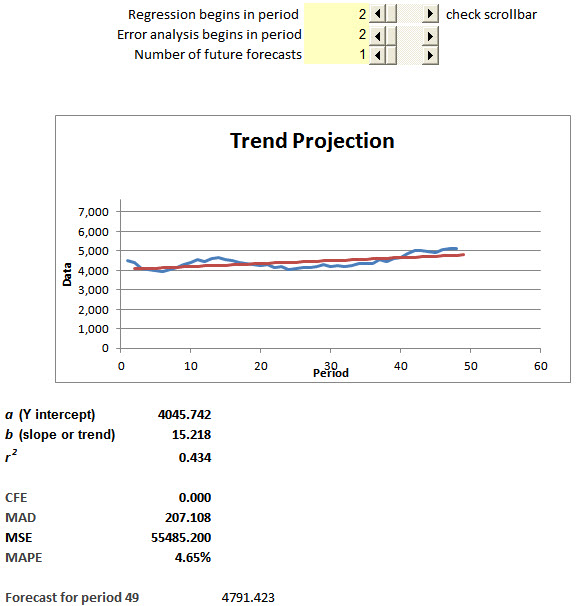 Regression begins in period 2 check scrollbar
Error analysis begins in period 2
Number of future forecasts 1
Trend Projection
7,000
6,000
5,000
4,000
3,000
2,000
1,000
0
Data
0 10 20 30 40 50 60
Period
a (Y intercept) 4045.742
b (slope or trend) 15.218
r² 0.434
CFE 0.000
MAD 207.108
MSE 55485.200
MAPE 4.65%
Forecast for period 49 4791.423